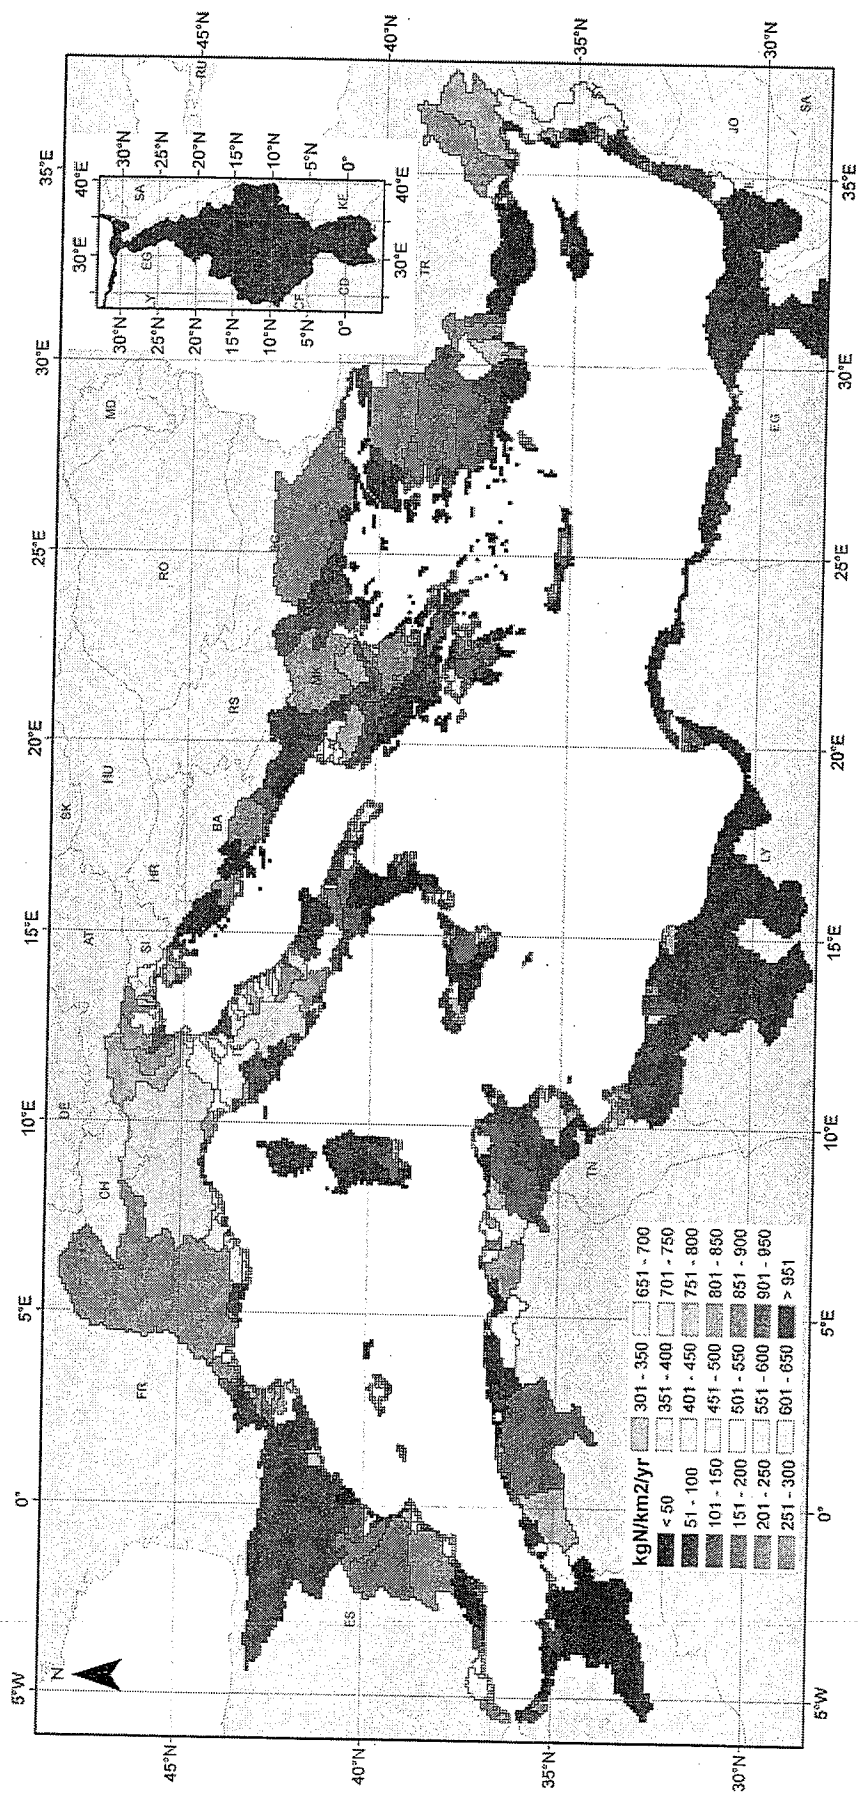 5°W
0°
5°E
10°E
15°E
20°E
25°E
30°E
35°E
N
45°N
45°N
40°N
40°N
35°N
35°N
30°N
30°N
FR
ES
CH
DE
AT
SI
HR
SK
HU
BA
RS
RO
MD
RU
TR
TN
LY
EG
JO
SA
30°E
40°E
30°N
30°N
25°N
25°N
20°N
20°N
15°N
15°N
10°N
10°N
5°N
5°N
0°
0°
LY
EG
SA
CF
CD
KE
30°E
40°E
kgN/km2/yr
< 50
51 - 100
101 - 150
151 - 200
201 - 250
251 - 300
301 - 350
351 - 400
401 - 450
451 - 500
501 - 550
551 - 600
601 - 650
651 - 700
701 - 750
751 - 800
801 - 850
851 - 900
901 - 950
> 951
5°W
0°
5°E
10°E
15°E
20°E
25°E
30°E
35°E